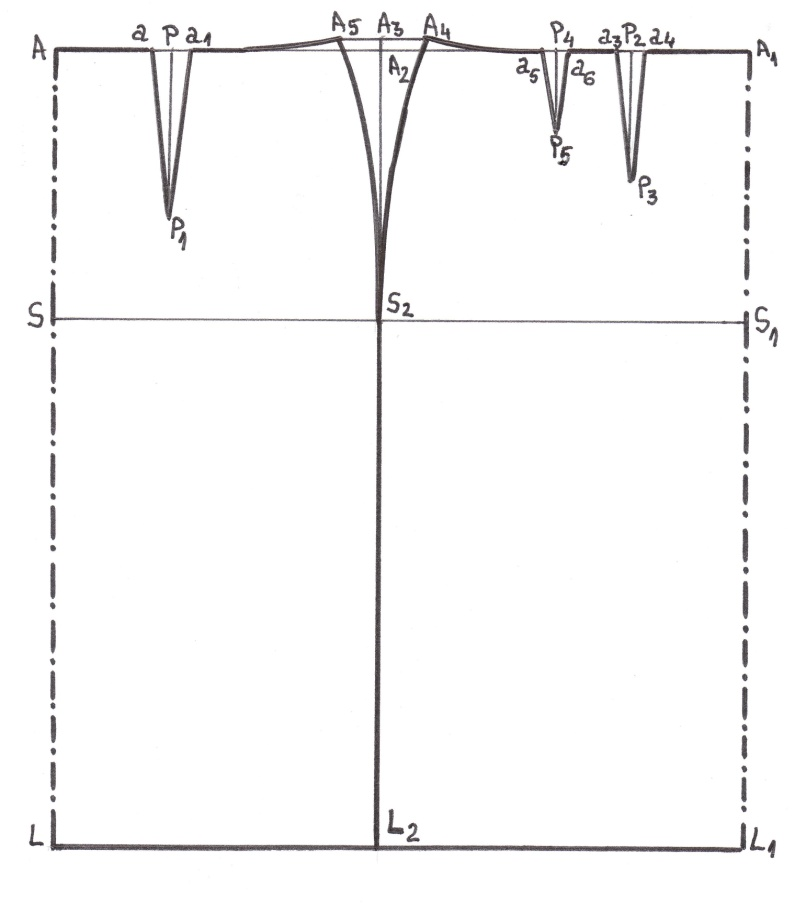 a P a1 A5 A3 A4 P4 a3 P2 a4
A A2 a5 a6 A1
P5
P3
P1
S S2 S1
L L2 L1